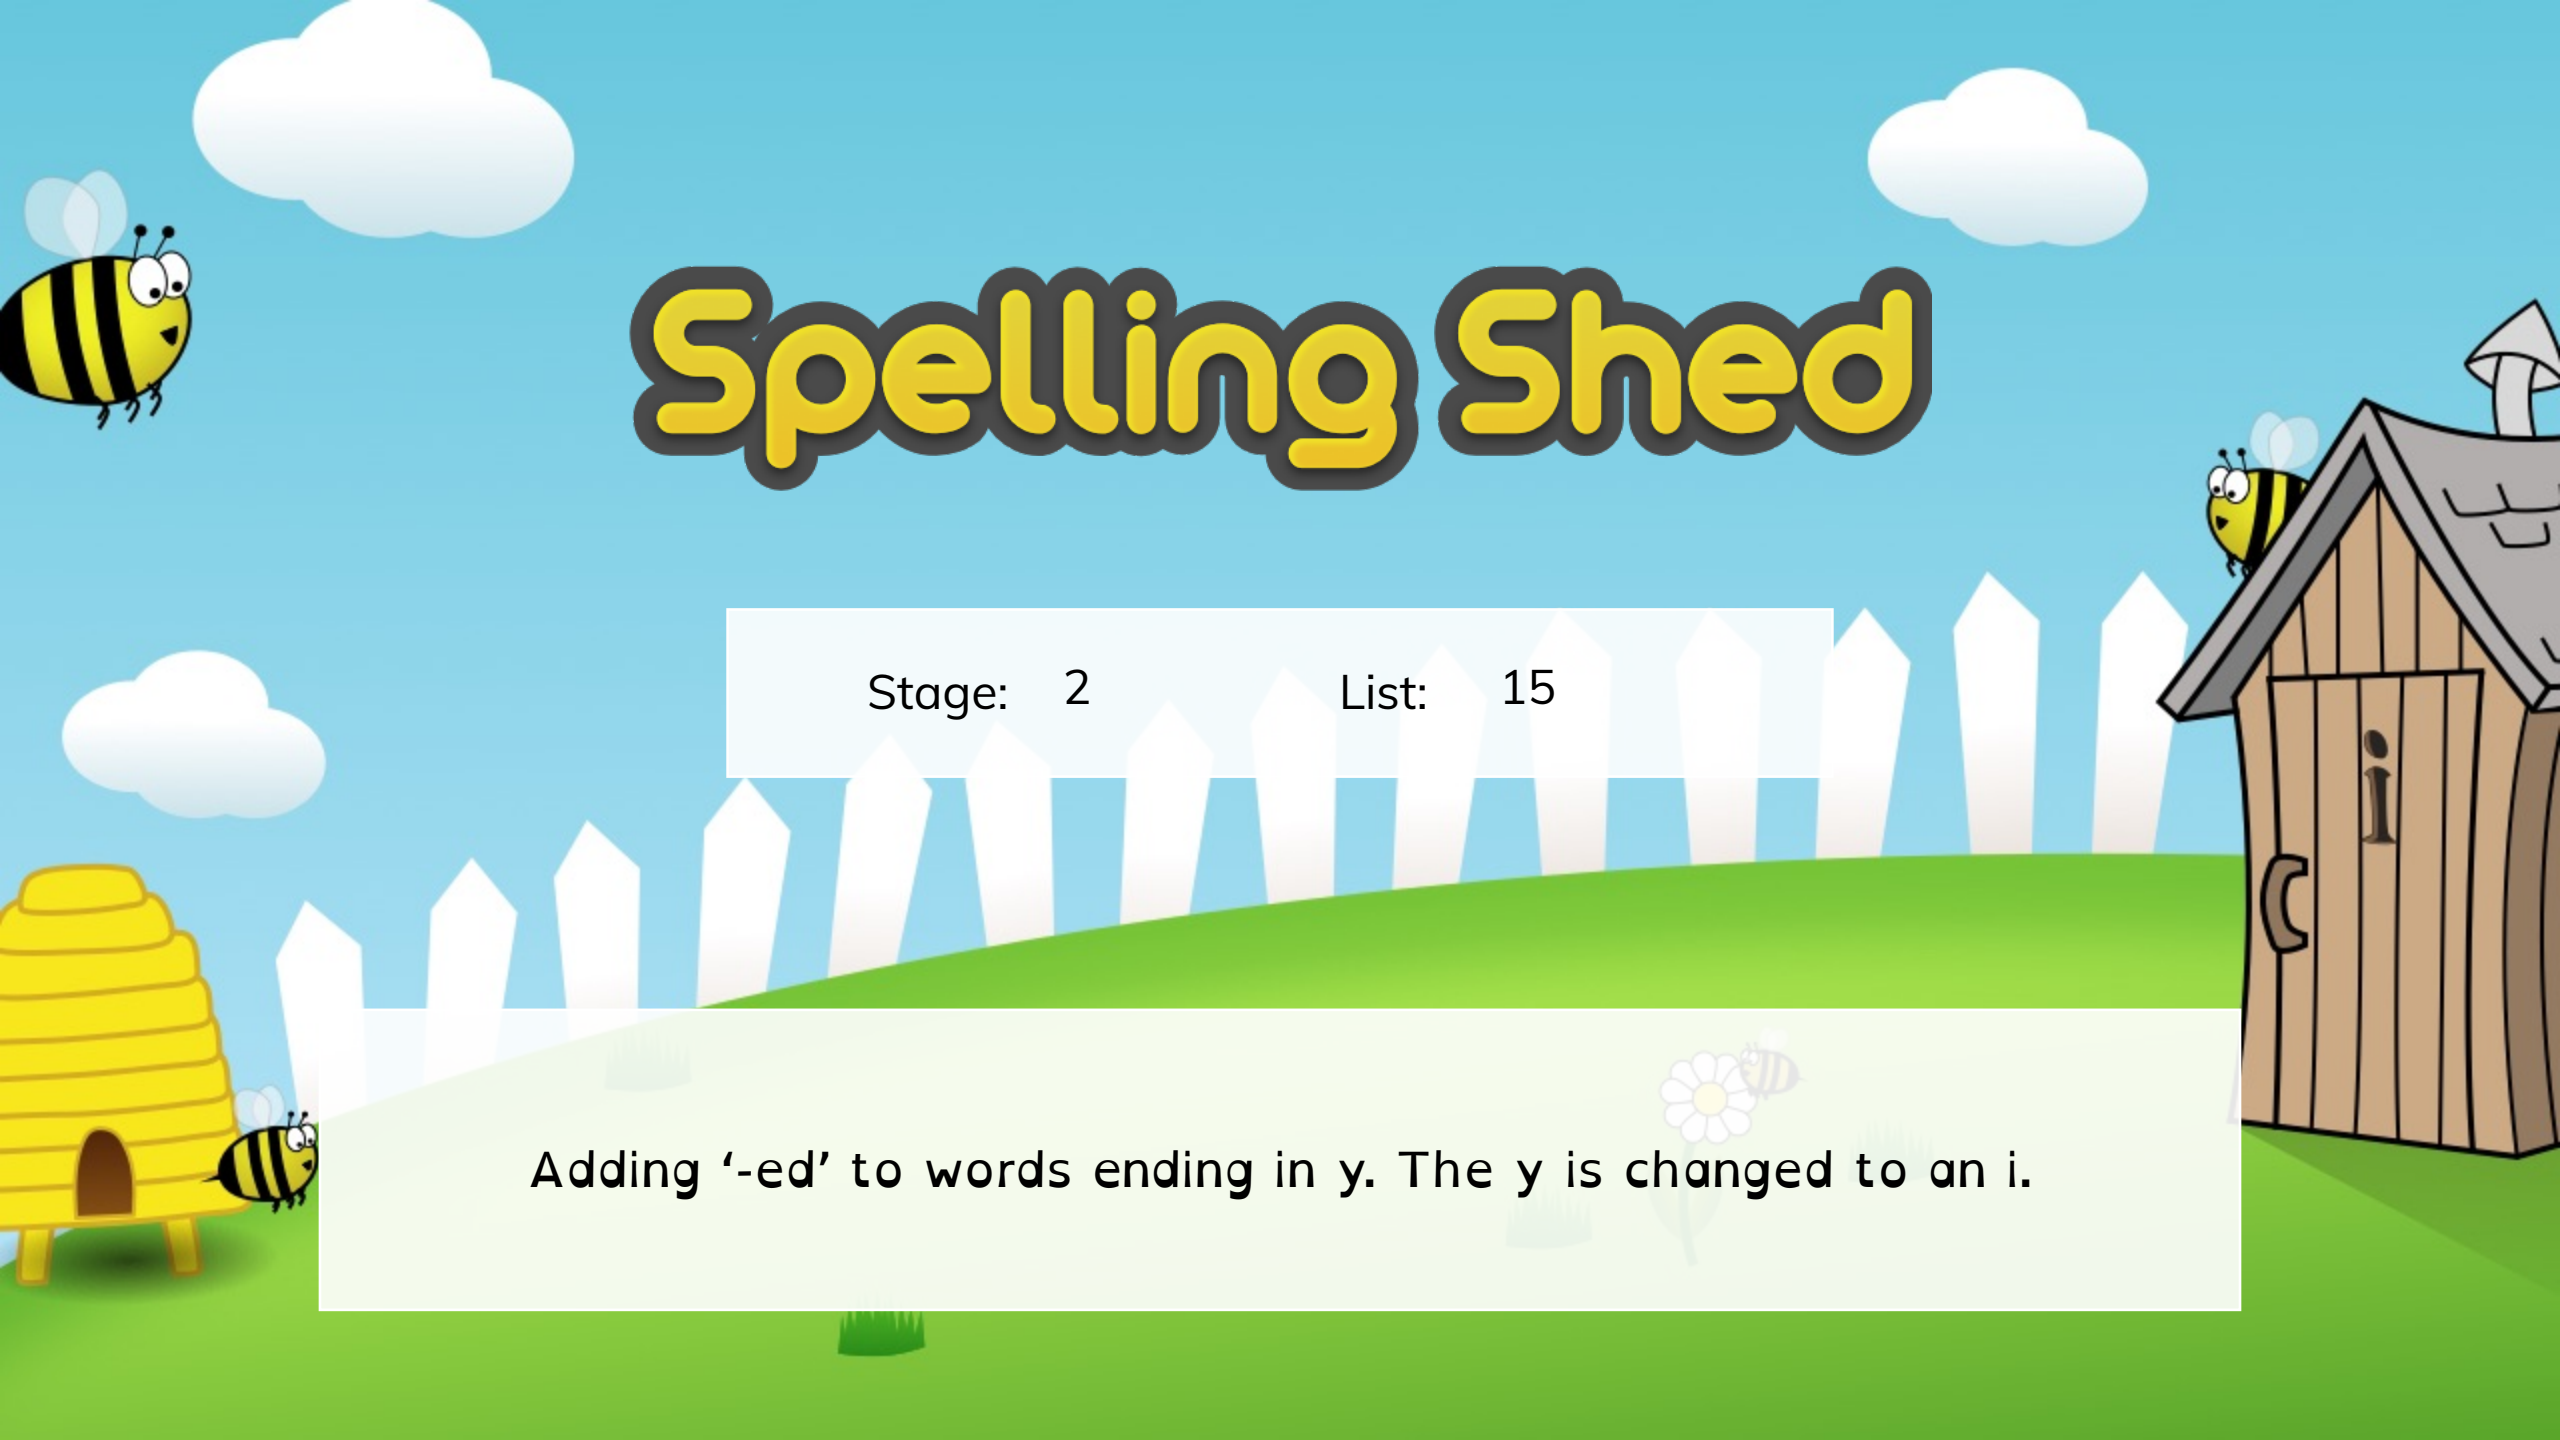 Spelling Shed
Stage: 2 List: 15
Adding ‘-ed’ to words ending in y. The y is changed to an i.
i